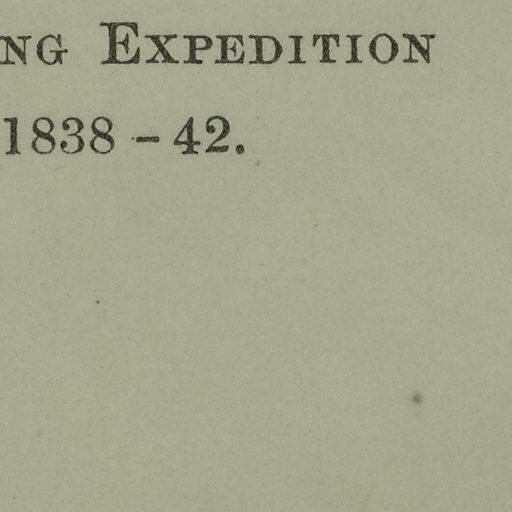 NG EXPEDITION
1838 – 42.